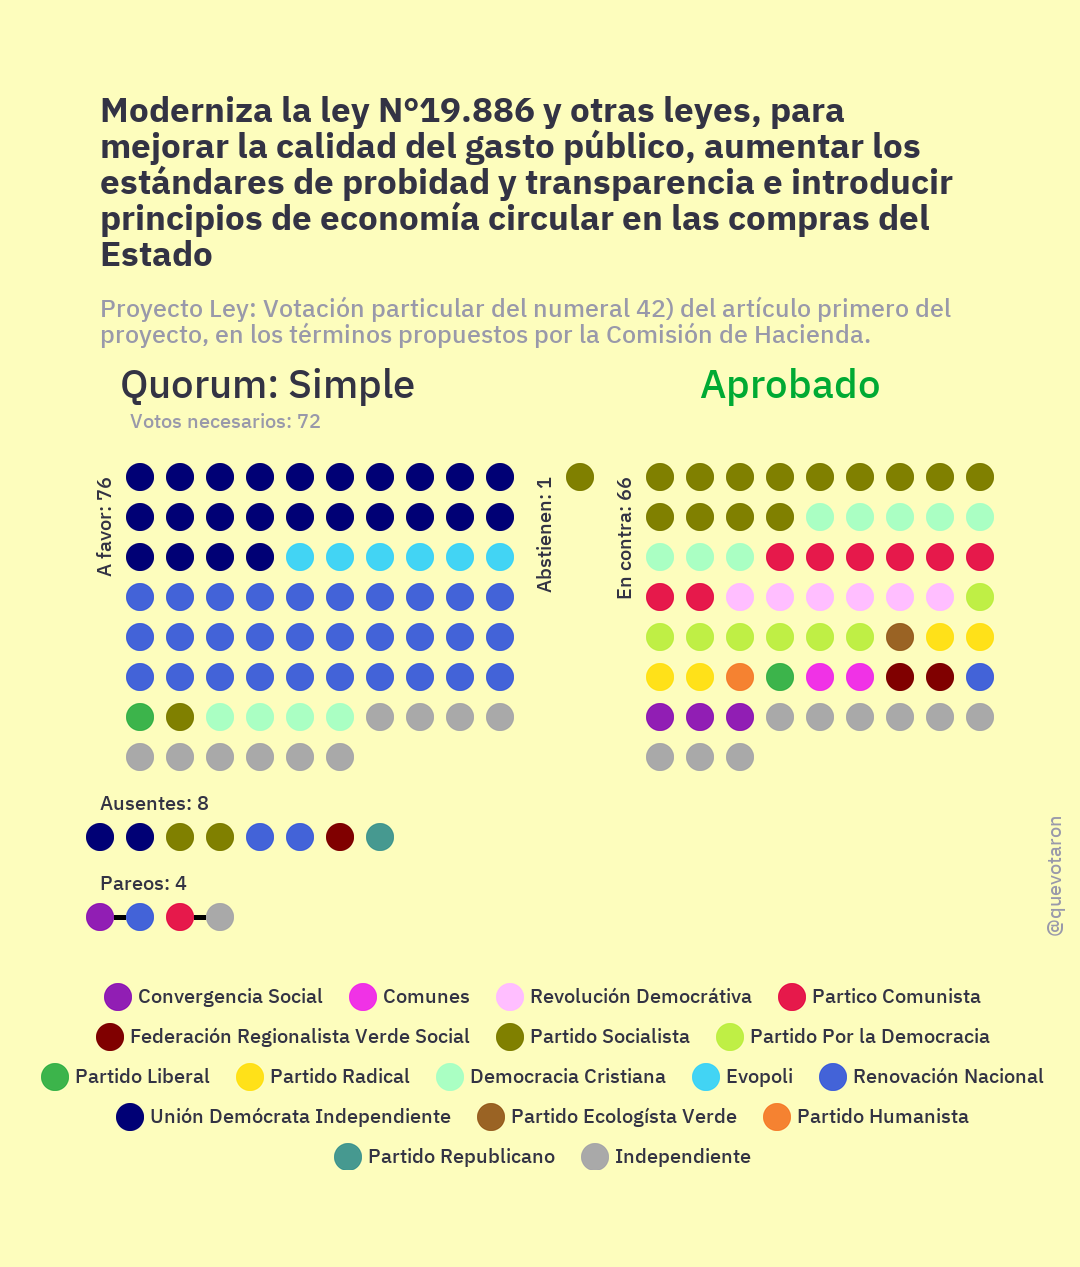 Moderniza la ley N°19.886 y otras leyes, para
mejorar la calidad del gasto público, aumentar los
estándares de probidad y transparencia e introducir
principios de economía circular en las compras del
Estado
Proyecto Ley: Votación particular del numeral 42) del artículo primero del
proyecto, en los términos propuestos por la Comisión de Hacienda.
Quorum: Simple
Aprobado
Votos necesarios: 72
A favor: 76
Abstienen: 1
En contra: 66
Ausentes: 8
Pareos: 4
@quevotaron
Convergencia Social
Comunes
Revolución Democrátiva
Partico Comunista
Federación Regionalista Verde Social
Partido Socialista
Partido Por la Democracia
Partido Liberal
Partido Radical
Democracia Cristiana
Evopoli
Renovación Nacional
Unión Demócrata Independiente
Partido Ecologísta Verde
Partido Humanista
Partido Republicano
Independiente